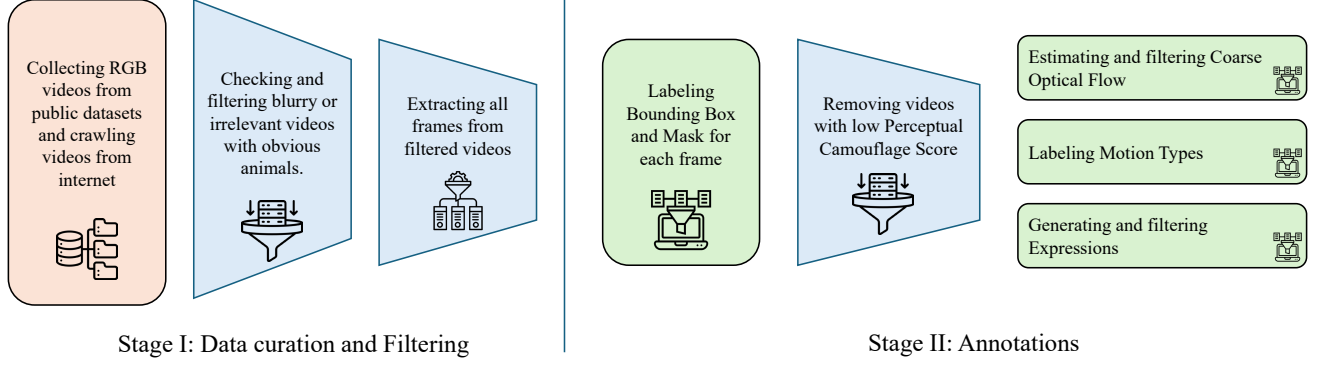 Collecting RGB
videos from
public datasets
and crawling
videos from
internet
Checking and
filtering blurry or
irrelevant videos
with obvious
animals.
Extracting all
frames from
filtered videos
Stage I: Data curation and Filtering
Labeling
Bounding Box
and Mask for
each frame
Removing videos
with low Perceptual
Camouflage Score
Estimating and filtering Coarse
Optical Flow
Labeling Motion Types
Generating and filtering
Expressions
Stage II: Annotations